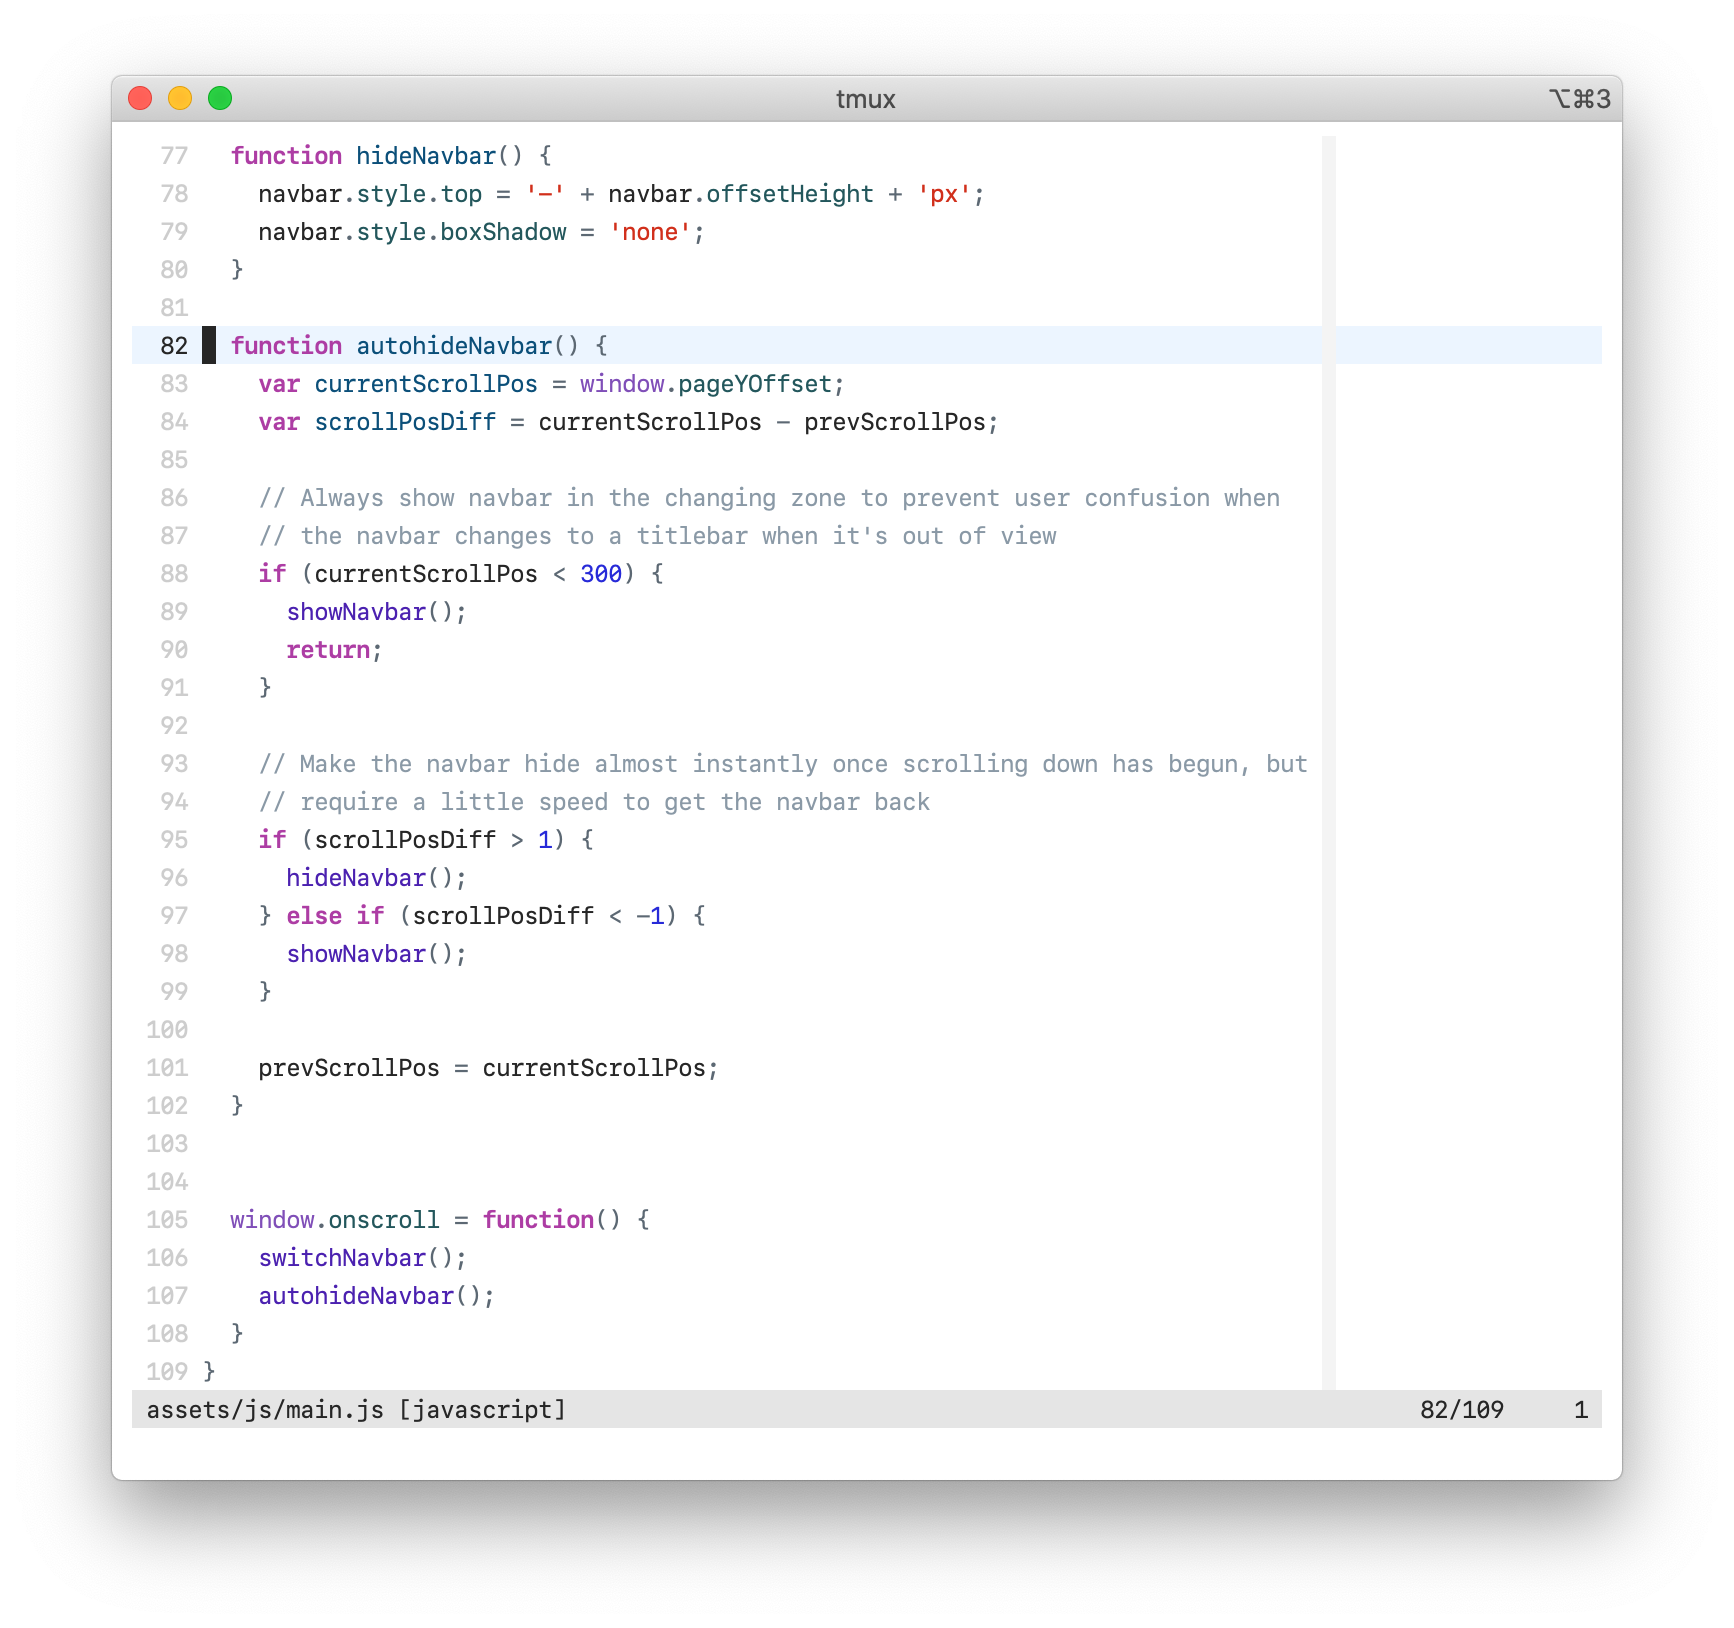 tmux ⌥⌘3
77   function hideNavbar() {
78     navbar.style.top = '-' + navbar.offsetHeight + 'px';
79     navbar.style.boxShadow = 'none';
80   }
81
82   function autohideNavbar() {
83     var currentScrollPos = window.pageYOffset;
84     var scrollPosDiff = currentScrollPos - prevScrollPos;
85
86     // Always show navbar in the changing zone to prevent user confusion when
87     // the navbar changes to a titlebar when it's out of view
88     if (currentScrollPos < 300) {
89       showNavbar();
90       return;
91     }
92
93     // Make the navbar hide almost instantly once scrolling down has begun, but
94     // require a little speed to get the navbar back
95     if (scrollPosDiff > 1) {
96       hideNavbar();
97     } else if (scrollPosDiff < -1) {
98       showNavbar();
99     }
100
101     prevScrollPos = currentScrollPos;
102   }
103
104
105   window.onscroll = function() {
106     switchNavbar();
107     autohideNavbar();
108   }
109 }
assets/js/main.js [javascript] 82/109 1